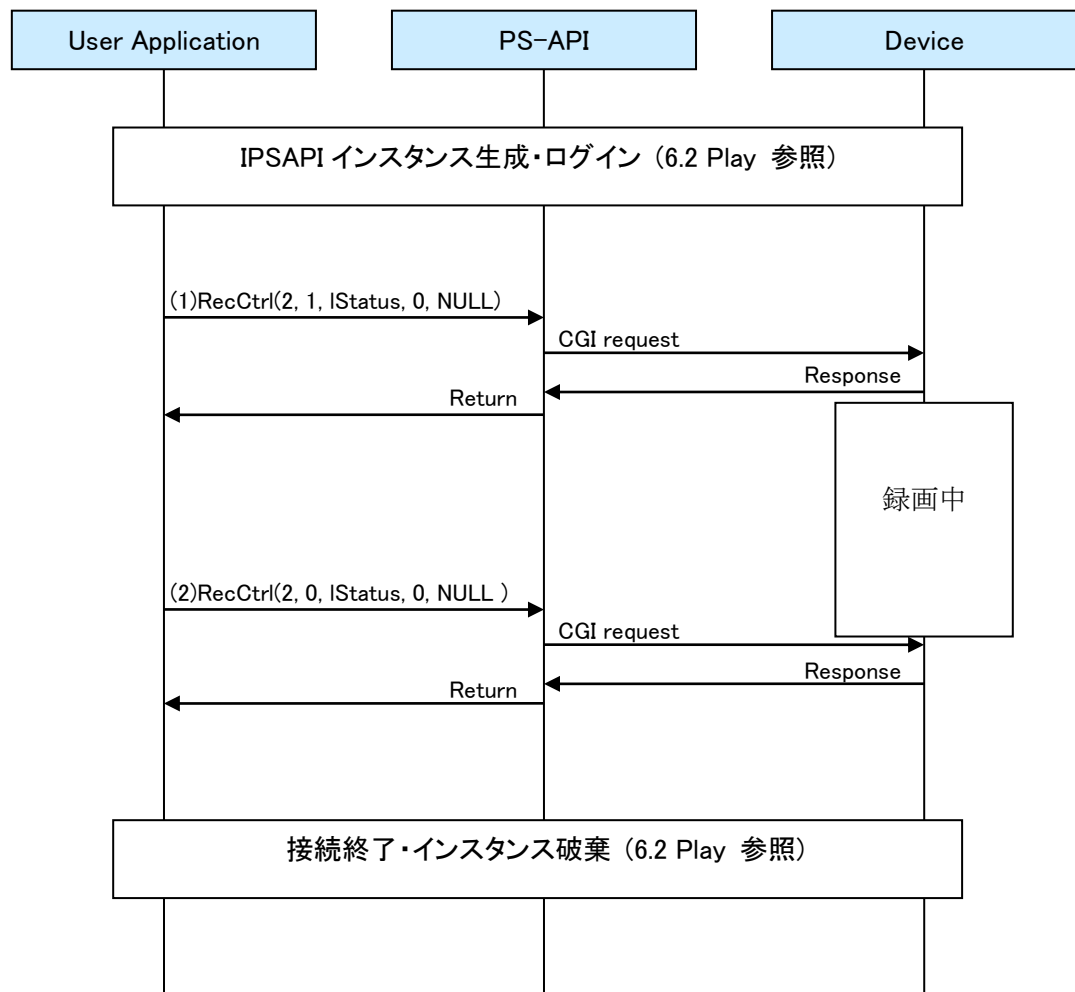 User Application
PS-API
Device
IPSAPI インスタンス生成・ログイン (6.2 Play 参照)
(1)RecCtrl(2, 1, lStatus, 0, NULL)
CGI request
Response
Return
録画中
(2)RecCtrl(2, 0, lStatus, 0, NULL )
CGI request
Response
Return
接続終了・インスタンス破棄 (6.2 Play 参照)